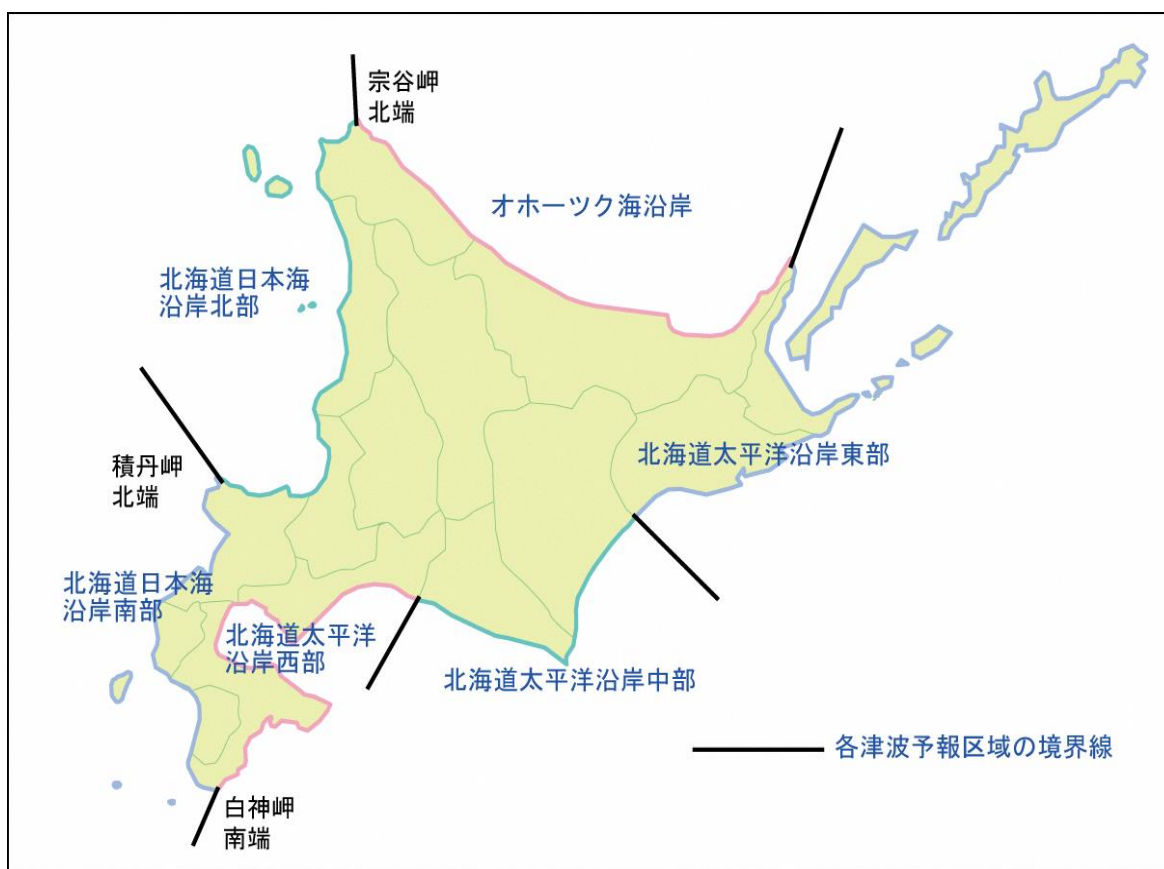 宗谷岬
北端
オホーツク海沿岸
北海道日本海
沿岸北部
積丹岬
北端
北海道太平洋沿岸東部
北海道日本海
沿岸南部
北海道太平洋
沿岸西部
北海道太平洋沿岸中部
各津波予報区域の境界線
白神岬
南端